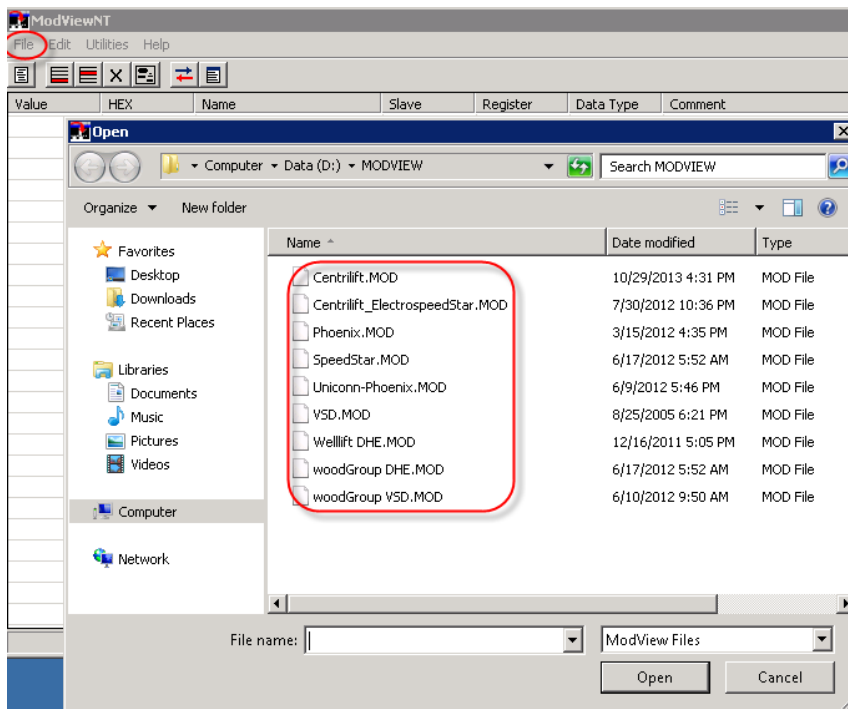 ModViewNT
File Edit Utilities Help
Value HEX Name Slave Register Data Type Comment
Open
Computer Data (D:) MODVIEW Search MODVIEW
Organize New folder
Name Date modified Type
Favorites
Desktop
Downloads
Recent Places
Libraries
Documents
Music
Pictures
Videos
Computer
Network
Centrilift.MOD 10/29/2013 4:31 PM MOD File
Centrilift_ElectrospeedStar.MOD 7/30/2012 10:36 PM MOD File
Phoenix.MOD 3/15/2012 4:35 PM MOD File
SpeedStar.MOD 6/17/2012 5:52 AM MOD File
Uniconn-Phoenix.MOD 6/9/2012 5:46 PM MOD File
VSD.MOD 8/25/2005 6:21 PM MOD File
Welllift DHE.MOD 12/16/2011 5:05 PM MOD File
woodGroup DHE.MOD 6/17/2012 5:52 AM MOD File
woodGroup VSD.MOD 6/10/2012 9:50 AM MOD File
File name: ModView Files
Open Cancel